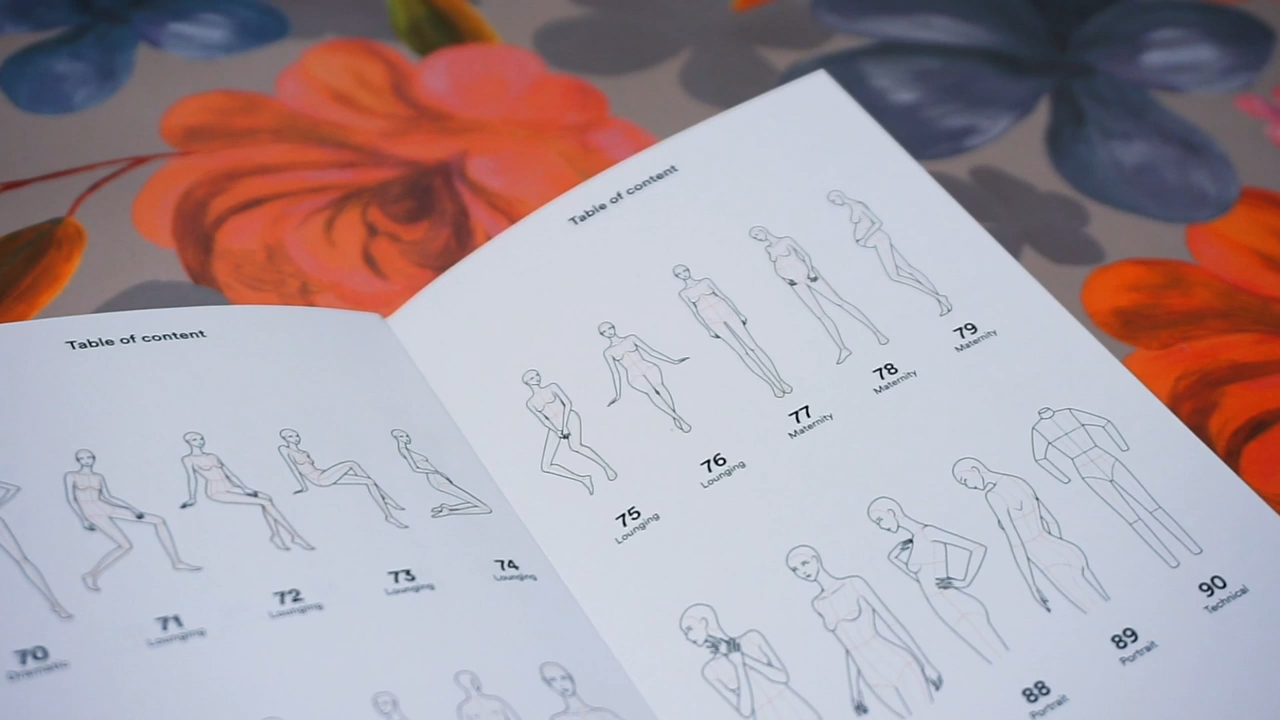 Table of content
70
Dramatic
71
Lounging
72
Lounging
73
Lounging
74
Lounging
Table of content
75
Lounging
76
Lounging
77
Maternity
78
Maternity
79
Maternity
88
Portrait
89
Portrait
90
Technical